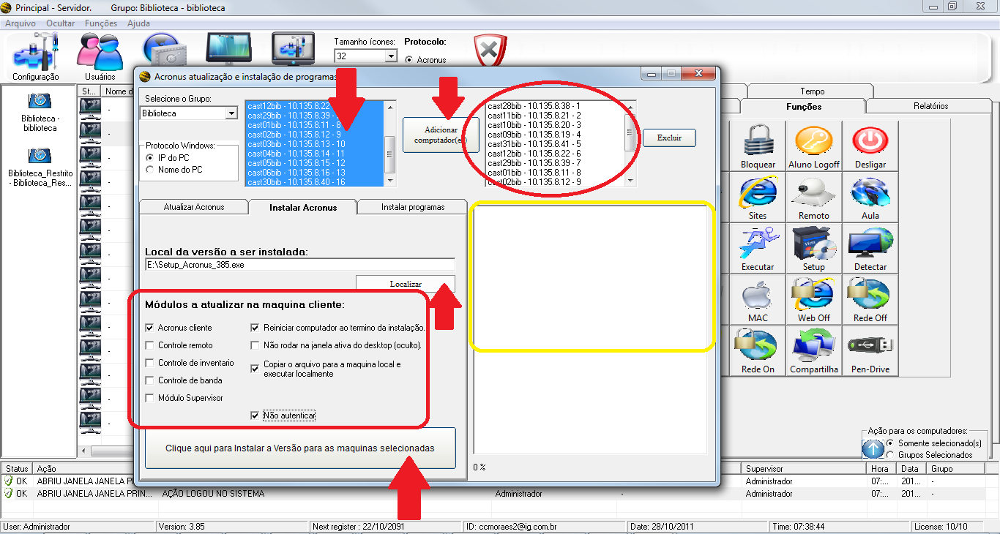 Principal - Servidor. Grupo: Biblioteca - biblioteca
Arquivo Ocultar Funções Ajuda
Configuração
Usuários
Tamanho ícones:
32
Protocolo:
Acronus
St... Nome d
Biblioteca -
biblioteca
Biblioteca_Restrito
- Biblioteca_Res...
Acronus atualização e instalação de programas
Selecione o Grupo:
Biblioteca
Protocolo Windows:
IP do PC
Nome do PC
cast12bib - 10.135.8.22
cast29bib - 10.135.8.39 -
cast01bib - 10.135.8.11 - 8
cast02bib - 10.135.8.12 - 9
cast03bib - 10.135.8.13 - 10
cast04bib - 10.135.8.14 - 11
cast05bib - 10.135.8.15 - 12
cast06bib - 10.135.8.16 - 13
cast30bib - 10.135.8.40 - 16
Adicionar
computador(e
cast28bib - 10.135.8.38 - 1
cast11bib - 10.135.8.21 - 2
cast10bib - 10.135.8.20 - 3
cast09bib - 10.135.8.19 - 4
cast31bib - 10.135.8.41 - 5
cast12bib - 10.135.8.22 - 6
cast29bib - 10.135.8.39 - 7
cast01bib - 10.135.8.11 - 8
cast02bib - 10.135.8.12 - 9
Excluir
Atualizar Acronus
Instalar Acronus
Instalar programas
Local da versão a ser instalada:
E:\Setup_Acronus_385.exe
Localizar
Módulos a atualizar na maquina cliente:
Acronus cliente
Controle remoto
Controle de inventario
Controle de banda
Módulo Supervisor
Reiniciar computador ao termino da instalação.
Não rodar na janela ativa do desktop (oculto).
Copiar o arquivo para a maquina local e
executar localmente
Não autenticar
Clique aqui para Instalar a Versão para as maquinas selecionadas
0 %
Tempo
Funções
Relatórios
Bloquear Aluno Logoff Desligar
Sites Remoto Aula
Executar Setup Detectar
MAC Web Off Rede Off
Rede On Compartilha Pen-Drive
Ação para os computadores:
Somente selecionado(s)
Grupos Selecionados
Status Ação Supervisor Hora Data Grupo
OK ABRIU JANELA JANELA P Administrador 07:... 201... -
OK ABRIU JANELA JANELA PRIN... AÇÃO LOGOU NO SISTEMA Administrador - Administrador 07:... 201... -
User: Administrador Version: 3.85 Next register : 22/10/2091 ID: ccmoraes2@ig.com.br Date: 28/10/2011 Time: 07:38:44 License: 10/10